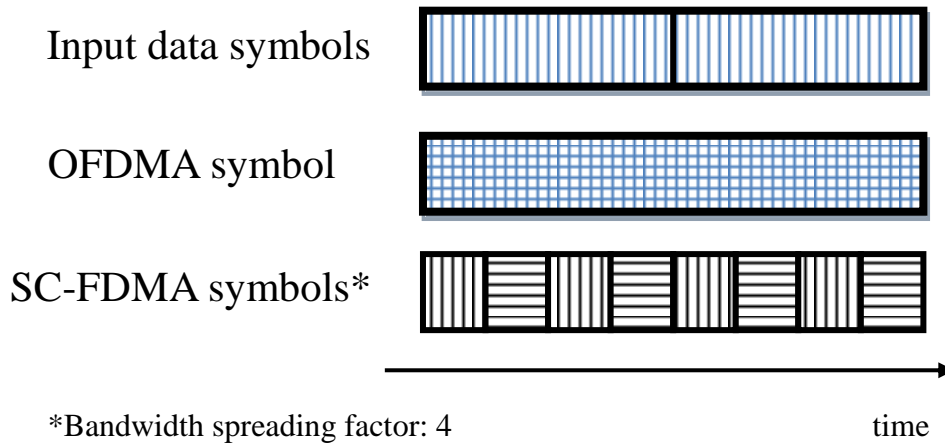 Input data symbols
OFDMA symbol
SC-FDMA symbols*
*Bandwidth spreading factor: 4 time